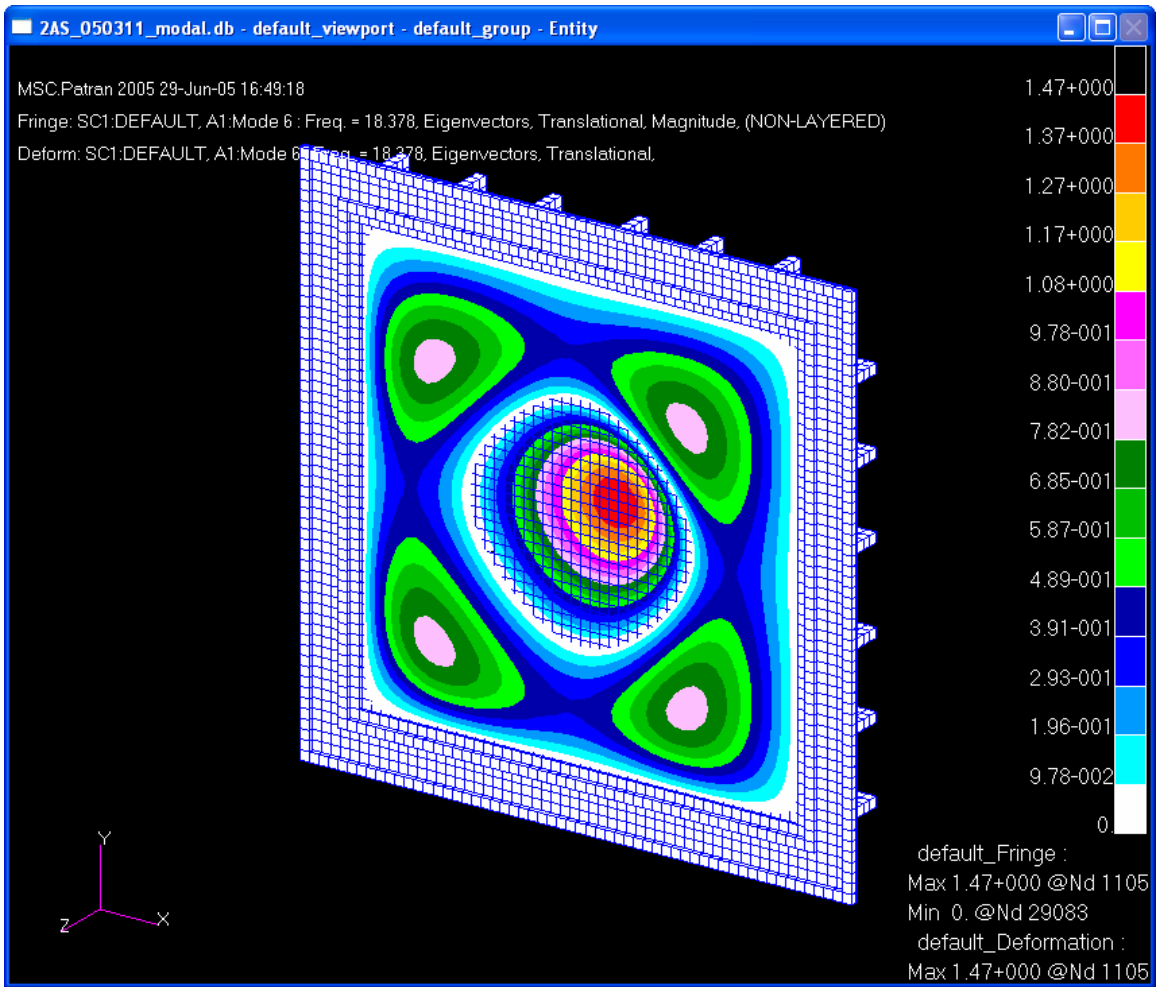 2AS_050311_modal.db - default_viewport - default_group - Entity
MSC.Patran 2005 29-Jun-05 16:49:18
Fringe: SC1:DEFAULT, A1:Mode 6 : Freq. = 18.378, Eigenvectors, Translational, Magnitude, (NON-LAYERED)
Deform: SC1:DEFAULT, A1:Mode 6 : Freq. = 18.378, Eigenvectors, Translational,
1.47+000
1.37+000
1.27+000
1.17+000
1.08+000
9.78-001
8.80-001
7.82-001
6.85-001
5.87-001
4.89-001
3.91-001
2.93-001
1.96-001
9.78-002
0.
default_Fringe :
Max 1.47+000 @Nd 1105
Min 0. @Nd 29083
default_Deformation :
Max 1.47+000 @Nd 1105
Y
Z
X